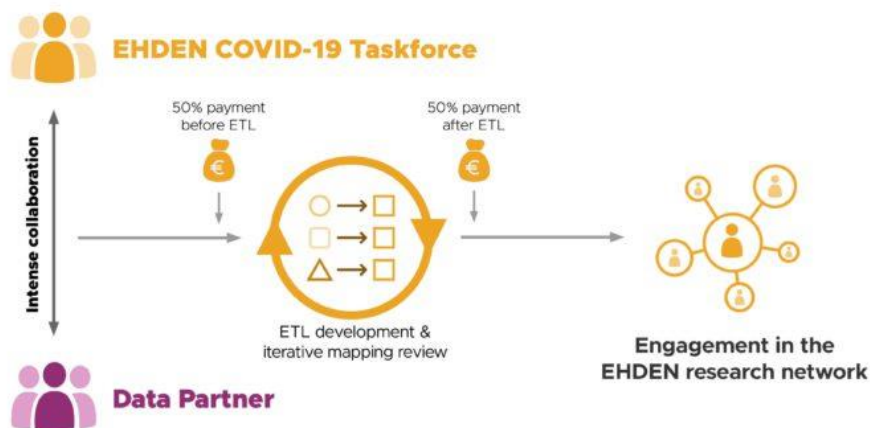 EHDEN COVID-19 Taskforce
50% payment
before ETL
€
50% payment
after ETL
€
Intense collaboration
ETL development &
iterative mapping review
Engagement in the
EHDEN research network
Data Partner